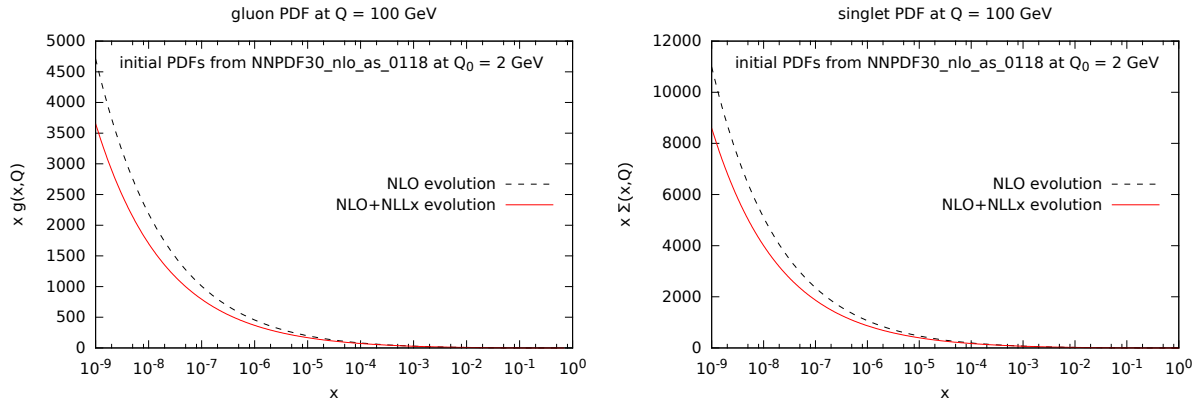 gluon PDF at Q = 100 GeV
5000
4500
4000
3500
3000
2500
2000
1500
1000
500
0
initial PDFs from NNPDF30_nlo_as_0118 at Q₀ = 2 GeV
NLO evolution
NLO+NLLx evolution
x g(x,Q)
10⁻⁹ 10⁻⁸ 10⁻⁷ 10⁻⁶ 10⁻⁵ 10⁻⁴ 10⁻³ 10⁻² 10⁻¹ 10⁰
x
singlet PDF at Q = 100 GeV
12000
10000
8000
6000
4000
2000
0
initial PDFs from NNPDF30_nlo_as_0118 at Q₀ = 2 GeV
NLO evolution
NLO+NLLx evolution
x Σ(x,Q)
10⁻⁹ 10⁻⁸ 10⁻⁷ 10⁻⁶ 10⁻⁵ 10⁻⁴ 10⁻³ 10⁻² 10⁻¹ 10⁰
x